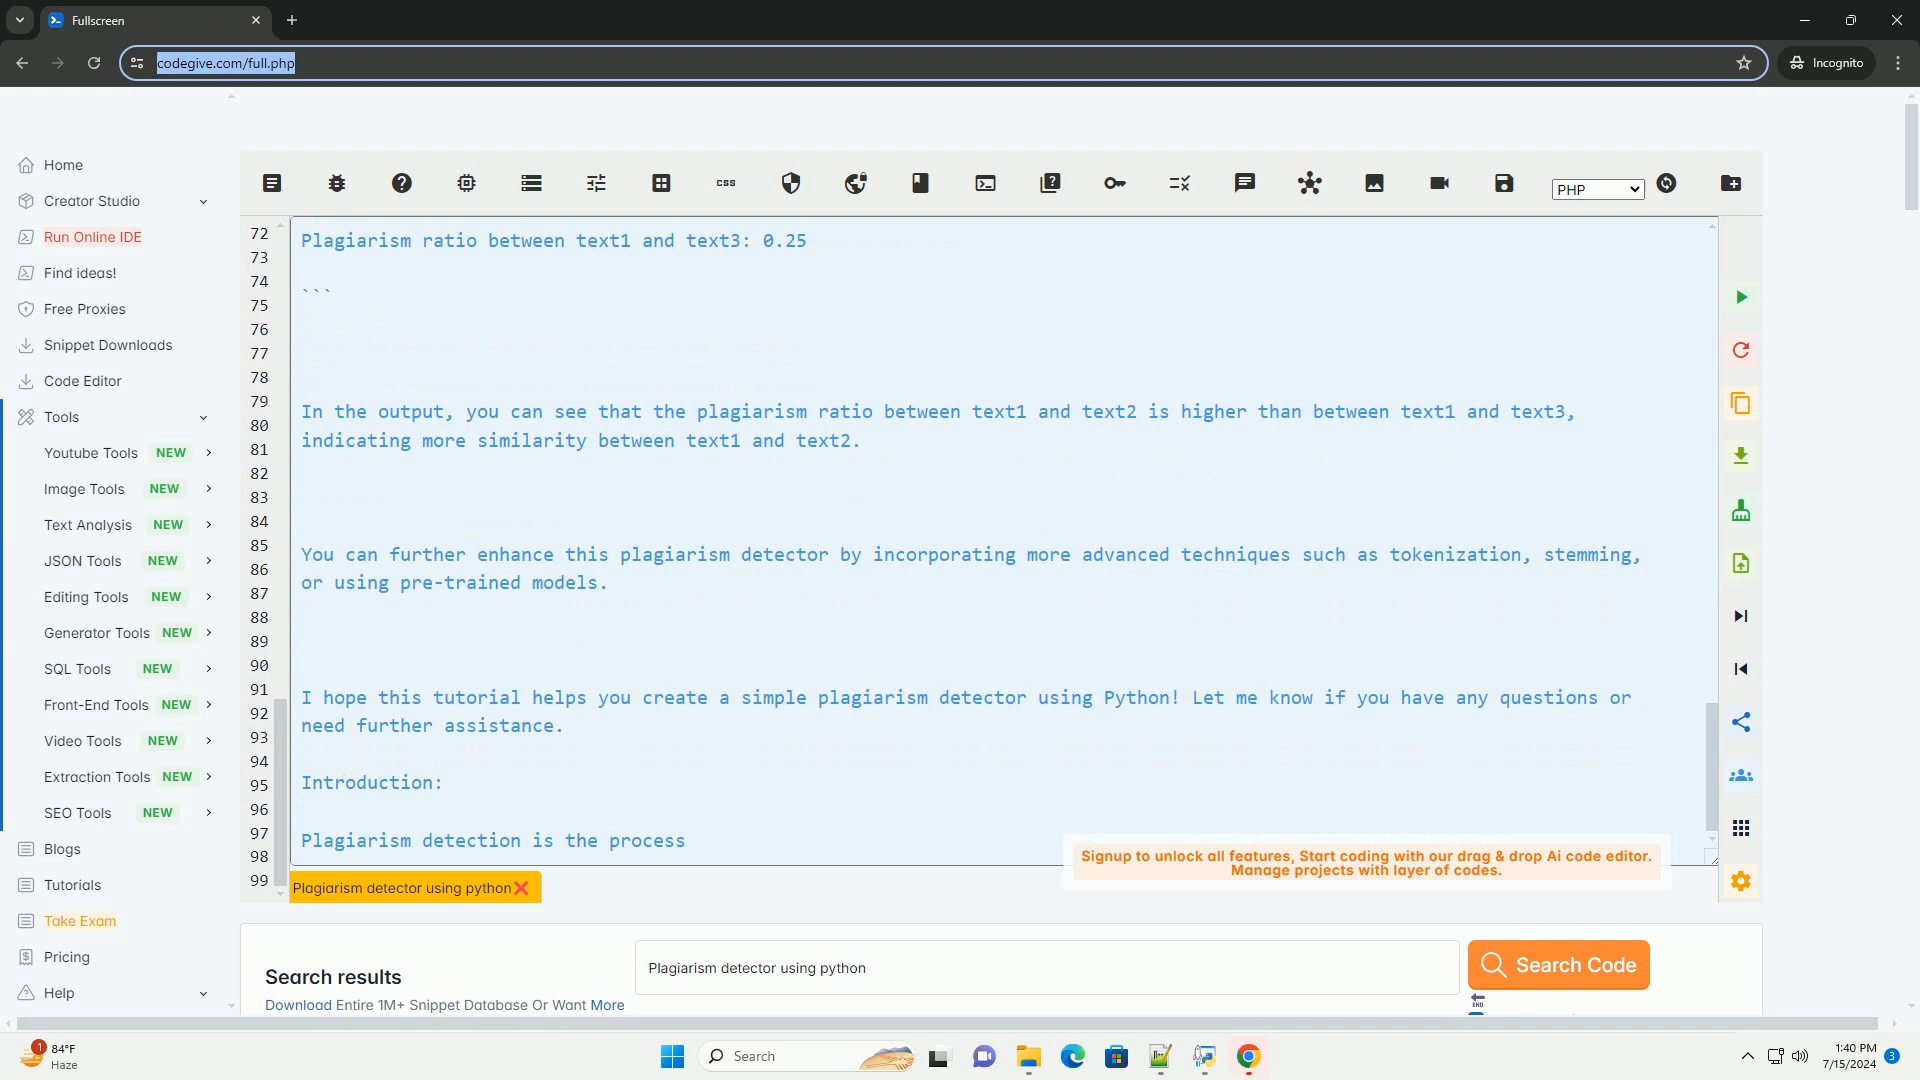 Fullscreen
codegive.com/full.php
Incognito
Home
Creator Studio
Run Online IDE
Find ideas!
Free Proxies
Snippet Downloads
Code Editor
Tools
Youtube Tools NEW
Image Tools NEW
Text Analysis NEW
JSON Tools NEW
Editing Tools NEW
Generator Tools NEW
SQL Tools NEW
Front-End Tools NEW
Video Tools NEW
Extraction Tools NEW
SEO Tools NEW
Blogs
Tutorials
Take Exam
Pricing
Help
css
PHP
72
73
74
75
76
77
78
79
80
81
82
83
84
85
86
87
88
89
90
91
92
93
94
95
96
97
98
99
Plagiarism ratio between text1 and text3: 0.25
```
In the output, you can see that the plagiarism ratio between text1 and text2 is higher than between text1 and text3,
indicating more similarity between text1 and text2.
You can further enhance this plagiarism detector by incorporating more advanced techniques such as tokenization, stemming,
or using pre-trained models.
I hope this tutorial helps you create a simple plagiarism detector using Python! Let me know if you have any questions or
need further assistance.
Introduction:
Plagiarism detection is the process
Signup to unlock all features, Start coding with our drag & drop Ai code editor.
Manage projects with layer of codes.
Plagiarism detector using python
Search results
Download Entire 1M+ Snippet Database Or Want More
Plagiarism detector using python
Search Code
END
1
84°F
Haze
Search
1:40 PM
7/15/2024
3